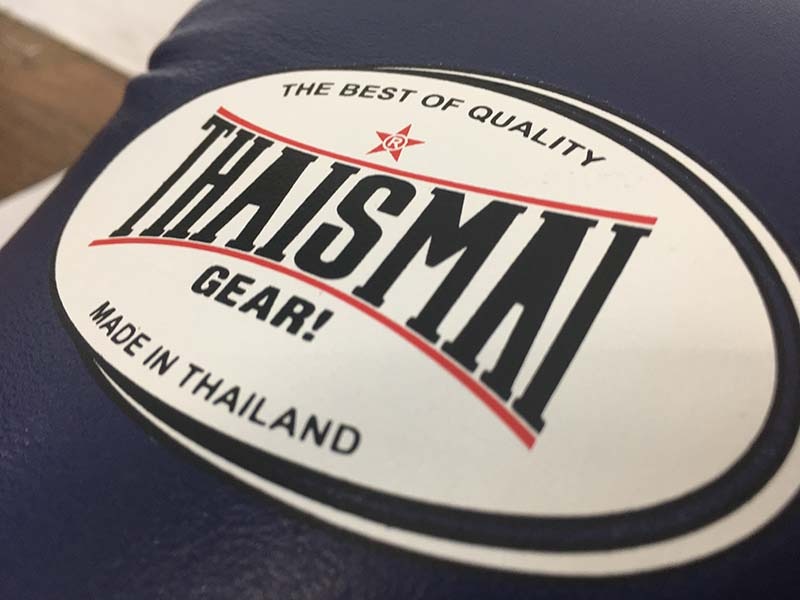 THE BEST OF QUALITY
®
THAISMAI
GEAR!
MADE IN THAILAND